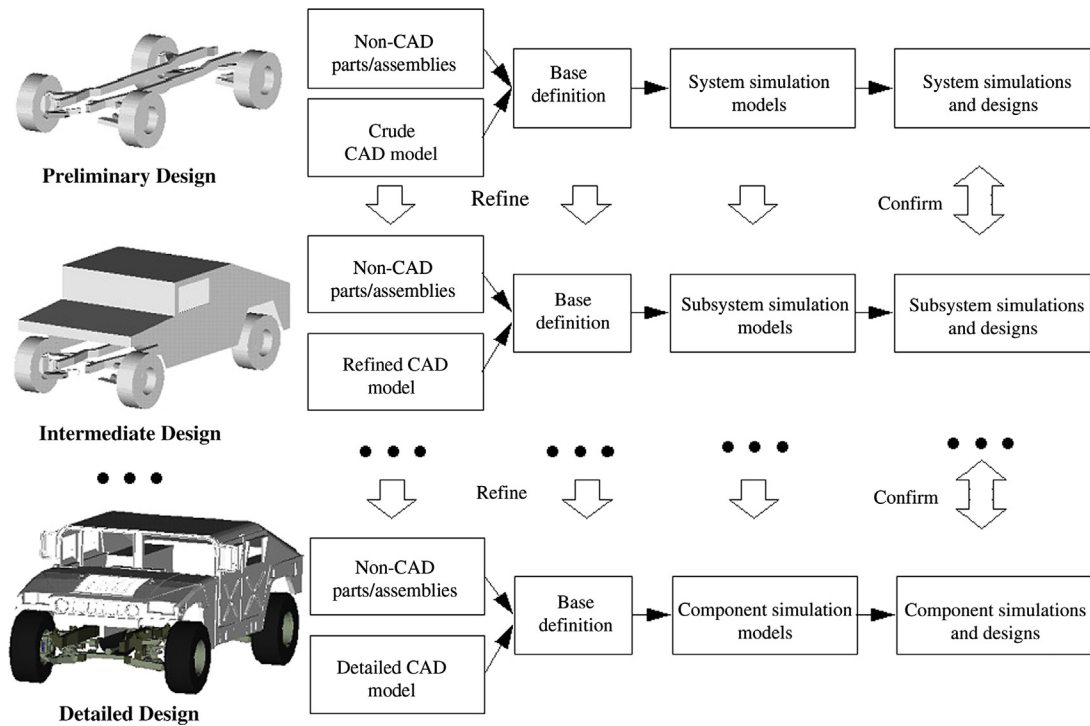 Non-CAD
parts/assemblies
Crude
CAD model
Base
definition
System simulation
models
System simulations
and designs
Preliminary Design
Refine
Confirm
Non-CAD
parts/assemblies
Refined CAD
model
Base
definition
Subsystem simulation
models
Subsystem simulations
and designs
Intermediate Design
Refine
Confirm
Non-CAD
parts/assemblies
Detailed CAD
model
Base
definition
Component simulation
models
Component simulations
and designs
Detailed Design